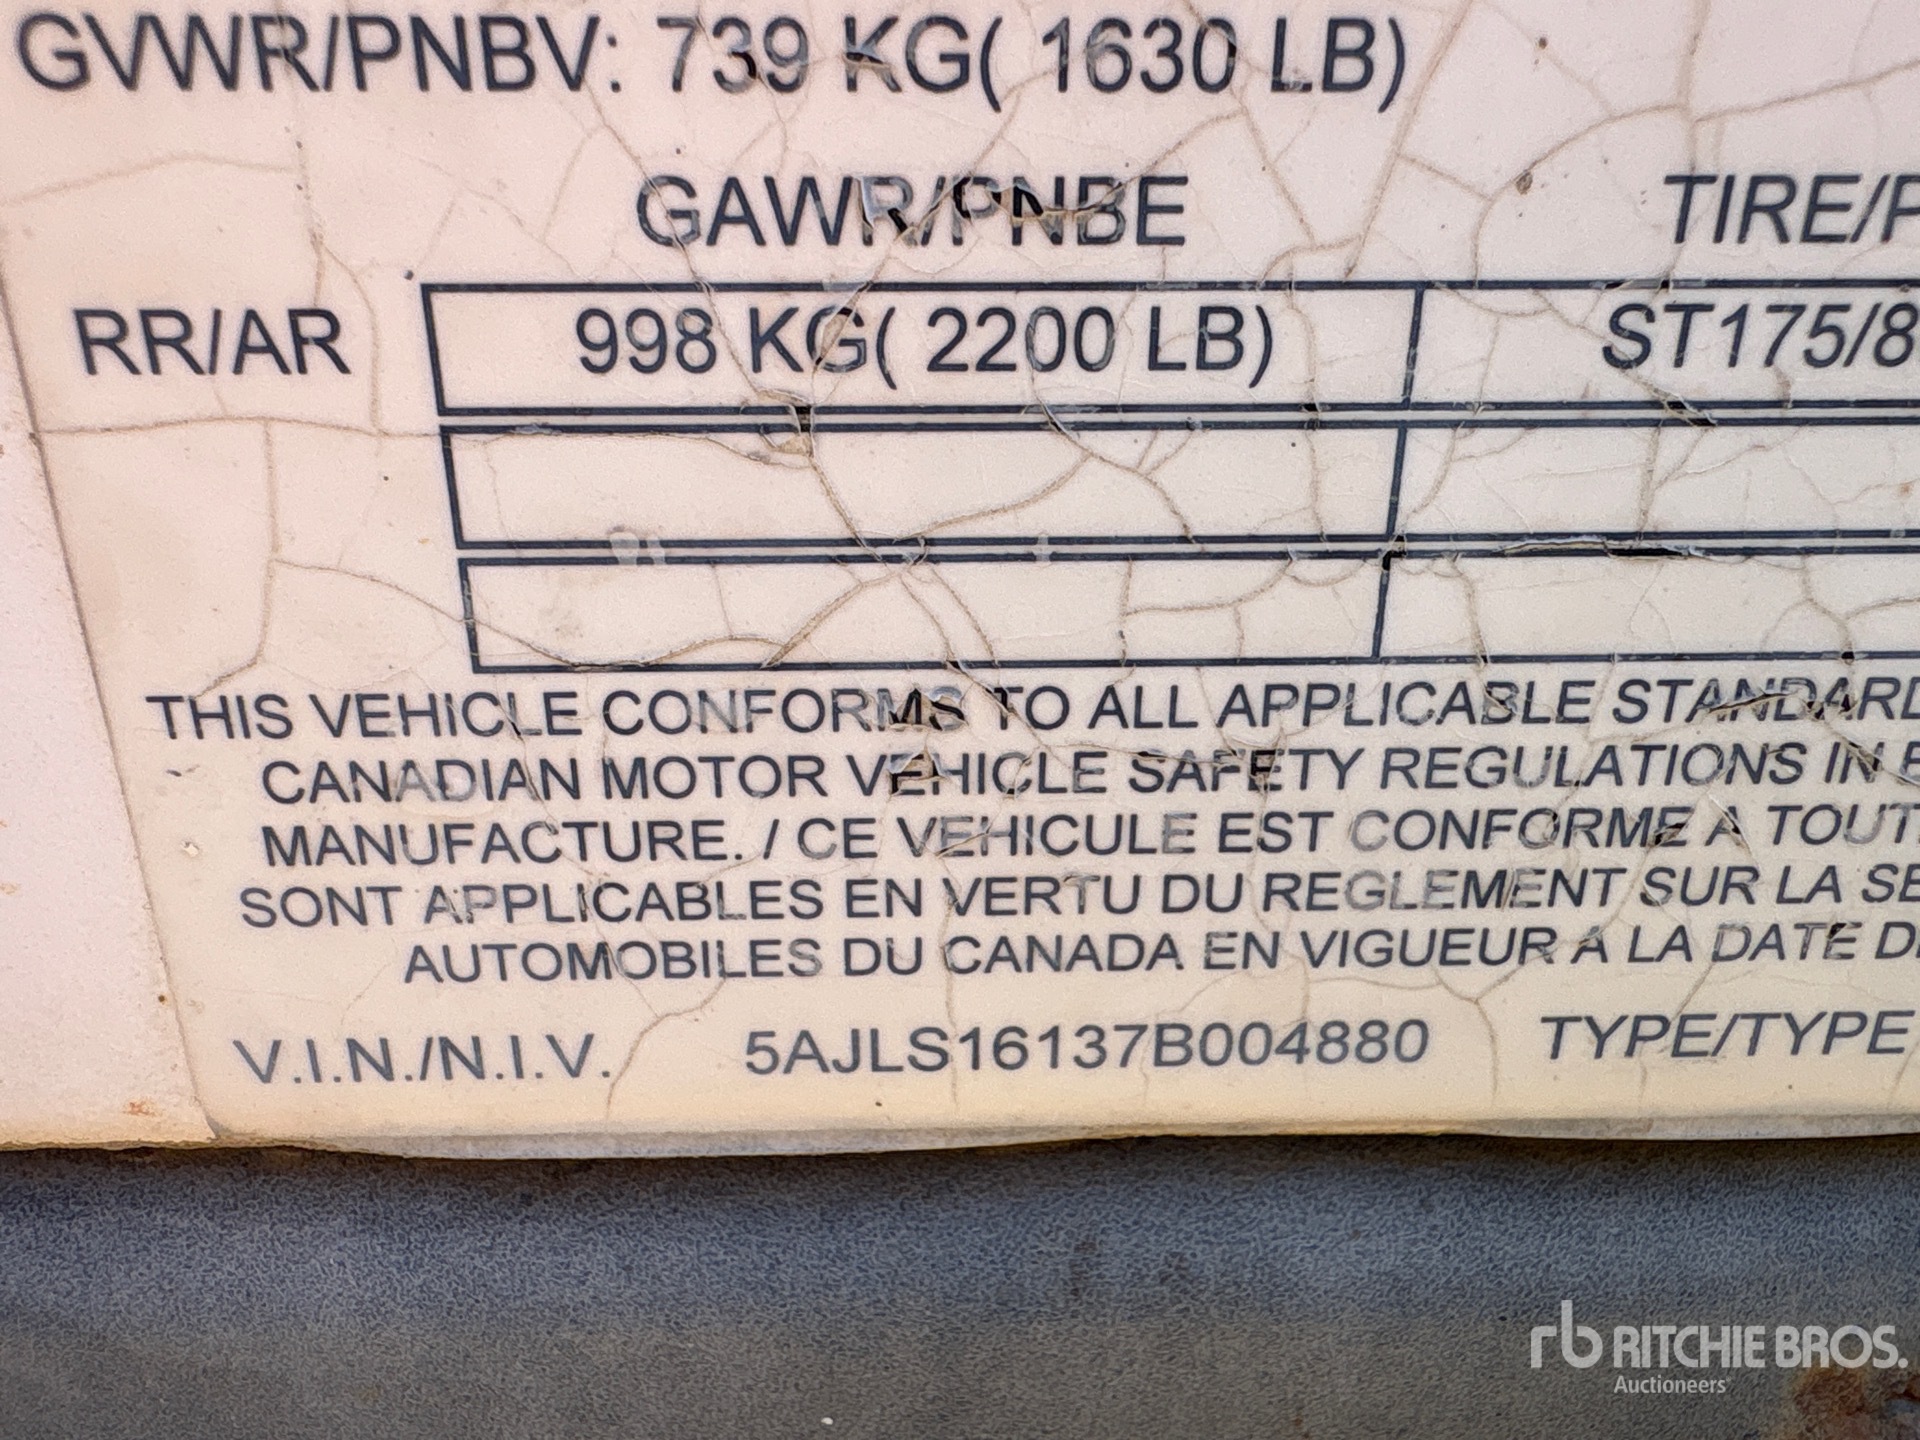 GVWR/PNBV: 739 KG( 1630 LB)
GAWR/PNBE TIRE/P
RR/AR 998 KG( 2200 LB) ST175/8
THIS VEHICLE CONFORMS TO ALL APPLICABLE STANDARD
CANADIAN MOTOR VEHICLE SAFETY REGULATIONS IN E
MANUFACTURE. / CE VEHICULE EST CONFORME A TOUT
SONT APPLICABLES EN VERTU DU REGLEMENT SUR LA SE
AUTOMOBILES DU CANADA EN VIGUEUR A LA DATE D
V.I.N./N.I.V. 5AJLS16137B004880 TYPE/TYPE
rb RITCHIE BROS.
Auctioneers